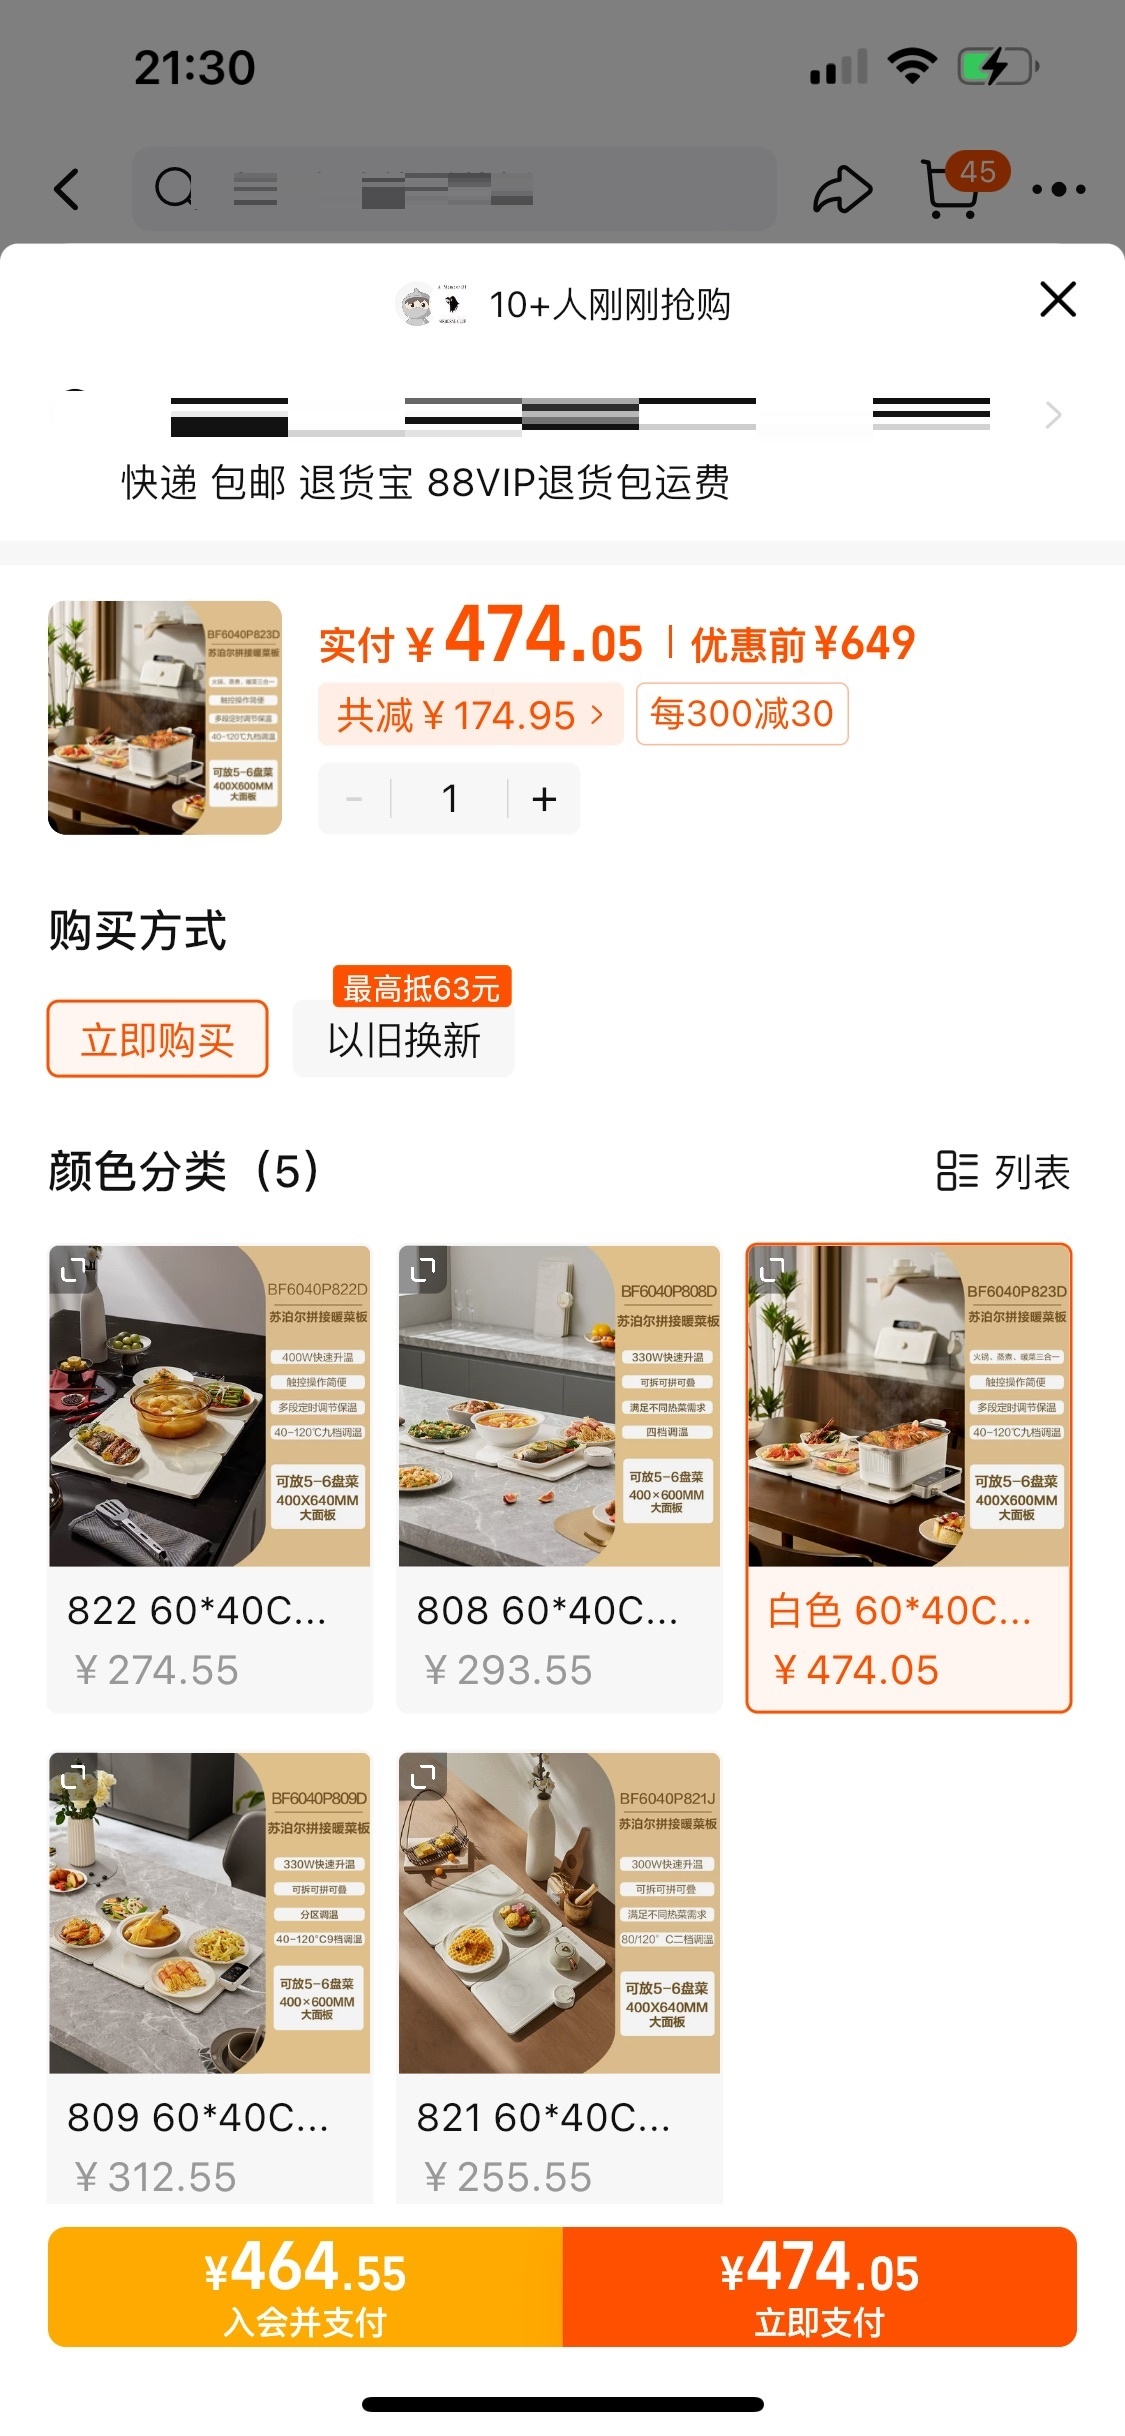 21:30
45
10+人刚刚抢购
快递 包邮 退货宝 88VIP退货包运费
BF6040P823D
苏泊尔拼接暖菜板
火锅、蒸煮、暖菜三合一
触控操作简便
多段定时调节保温
40-120℃九档调温
可放5-6盘菜
400X600MM
大面板
实付¥474.05 | 优惠前¥649
共减¥174.95 >
每300减30
- 1 +
购买方式
最高抵63元
立即购买
以旧换新
颜色分类（5）
列表
BF6040P822D
苏泊尔拼接暖菜板
400W快速升温
触控操作简便
多段定时调节保温
40-120℃九档调温
可放5-6盘菜
400X640MM
大面板
822 60*40C...
¥274.55
BF6040P808D
苏泊尔拼接暖菜板
330W快速升温
可拆可拼可叠
满足不同热菜需求
四档调温
可放5-6盘菜
400×600MM
大面板
808 60*40C...
¥293.55
BF6040P823D
苏泊尔拼接暖菜板
火锅、蒸煮、暖菜三合一
触控操作简便
多段定时调节保温
40-120℃九档调温
可放5-6盘菜
400X600MM
大面板
白色 60*40C...
¥474.05
BF6040P809D
苏泊尔拼接暖菜板
330W快速升温
可拆可拼可叠
分区调温
40-120°C9档调温
可放5-6盘菜
400×600MM
大面板
809 60*40C...
¥312.55
BF6040P821J
苏泊尔拼接暖菜板
300W快速升温
可拆可拼可叠
满足不同热菜需求
80/120° C二档调温
可放5-6盘菜
400X640MM
大面板
821 60*40C...
¥255.55
¥464.55
入会并支付
¥474.05
立即支付